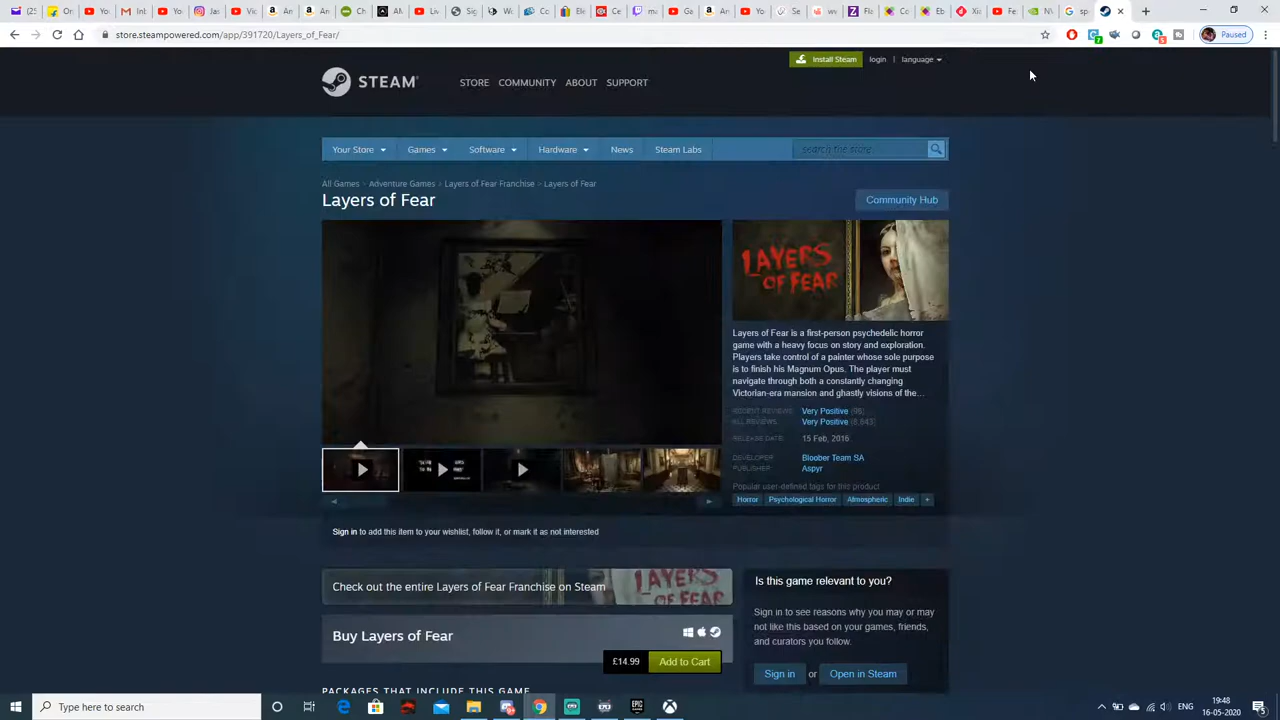 store.steampowered.com/app/391720/Layers_of_Fear/
Paused
Install Steam
login
language
STEAM
STORE
COMMUNITY
ABOUT
SUPPORT
Your Store
Games
Software
Hardware
News
Steam Labs
search the store
All Games > Adventure Games > Layers of Fear Franchise > Layers of Fear
Layers of Fear
Community Hub
LAYERS
OF FEAR
Layers of Fear is a first-person psychedelic horror
game with a heavy focus on story and exploration.
Players take control of a painter whose sole purpose
is to finish his Magnum Opus. The player must
navigate through both a constantly changing
Victorian-era mansion and ghastly visions of the...
RECENT REVIEWS: Very Positive (96)
ALL REVIEWS: Very Positive (8,843)
RELEASE DATE: 15 Feb, 2016
DEVELOPER: Bloober Team SA
PUBLISHER: Aspyr
Popular user-defined tags for this product
Horror
Psychological Horror
Atmospheric
Indie
+
Sign in to add this item to your wishlist, follow it, or mark it as not interested
Check out the entire Layers of Fear Franchise on Steam
LAYERS
OF FEAR
Buy Layers of Fear
£14.99
Add to Cart
PACKAGES THAT INCLUDE THIS GAME
Is this game relevant to you?
Sign in to see reasons why you may or may
not like this based on your games, friends,
and curators you follow.
Sign in
or
Open in Steam
Type here to search
ENG
19:48
16-05-2020